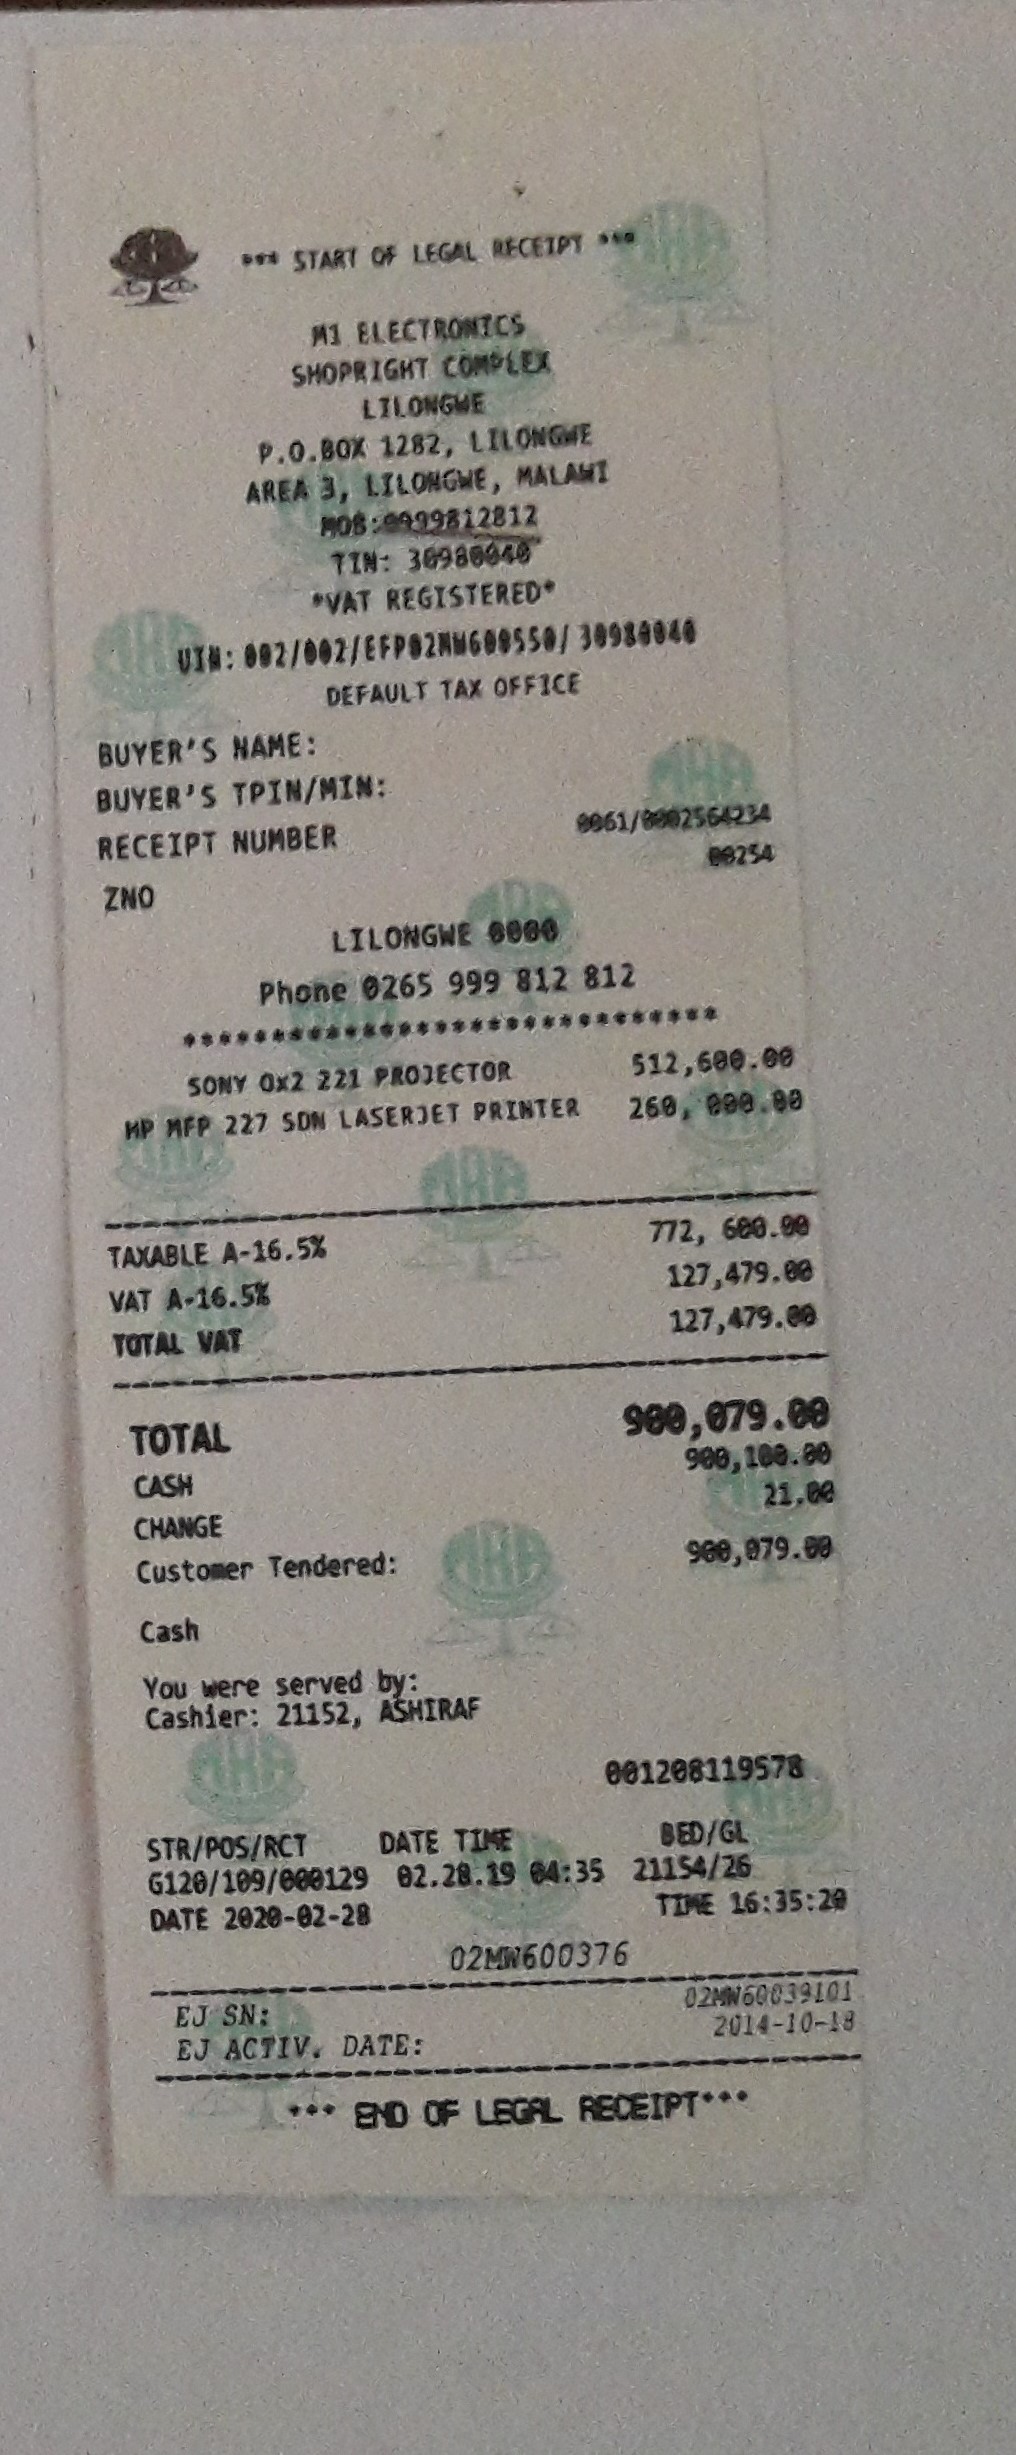 *** START OF LEGAL RECEIPT ***
M1 ELECTRONICS
SHOPRIGHT COMPLEX
LILONGWE
P.O.BOX 1282, LILONGWE
AREA 3, LILONGWE, MALAWI
MOB:0999812812
TIN: 30980040
*VAT REGISTERED*
UIN: 002/002/EFP02MW600550/ 30980040
DEFAULT TAX OFFICE
BUYER'S NAME:
BUYER'S TPIN/MIN:
RECEIPT NUMBER 0061/0002564234
ZNO 00254
LILONGWE 0000
Phone 0265 999 812 812
*******************************
SONY 0x2 221 PROJECTOR 512,600.00
HP MFP 227 SDN LASERJET PRINTER 260, 000.00
TAXABLE A-16.5% 772, 600.00
VAT A-16.5% 127,479.00
TOTAL VAT 127,479.00
TOTAL 900,079.00
CASH 900,100.00
CHANGE 21.00
Customer Tendered: 900,079.00
Cash
You were served by:
Cashier: 21152, ASHIRAF
001208119578
STR/POS/RCT DATE TIME BED/GL
G120/109/000129 02.28.19 04:35 21154/26
DATE 2020-02-28 TIME 16:35:20
02MW600376
EJ SN: 02MW60039101
EJ ACTIV. DATE: 2014-10-18
*** END OF LEGAL RECEIPT***